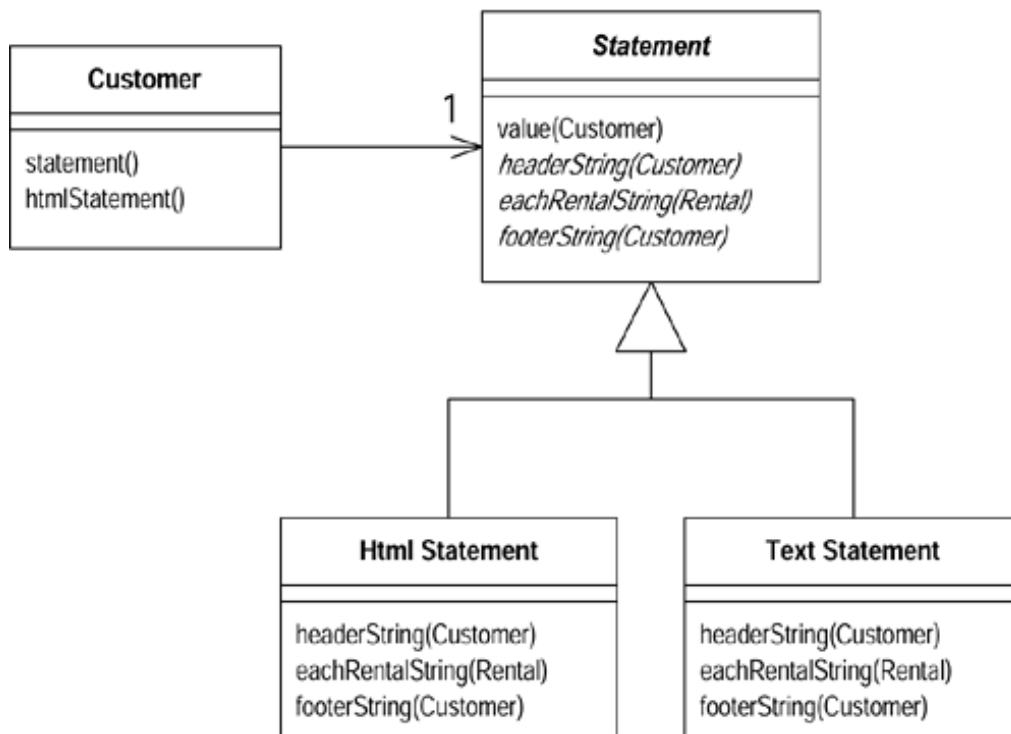 Customer
statement()
htmlStatement()
1
Statement
value(Customer)
headerString(Customer)
eachRentalString(Rental)
footerString(Customer)
Html Statement
headerString(Customer)
eachRentalString(Rental)
footerString(Customer)
Text Statement
headerString(Customer)
eachRentalString(Rental)
footerString(Customer)